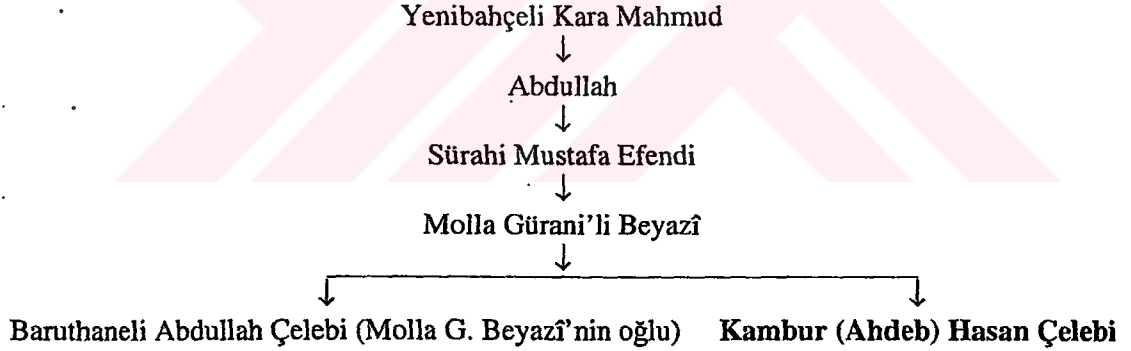 Yenibahçeli Kara Mahmud
Abdullah
Sürahi Mustafa Efendi
Molla Gürani'li Beyazî
Baruthaneli Abdullah Çelebi (Molla G. Beyazî'nin oğlu) Kambur (Ahdeb) Hasan Çelebi